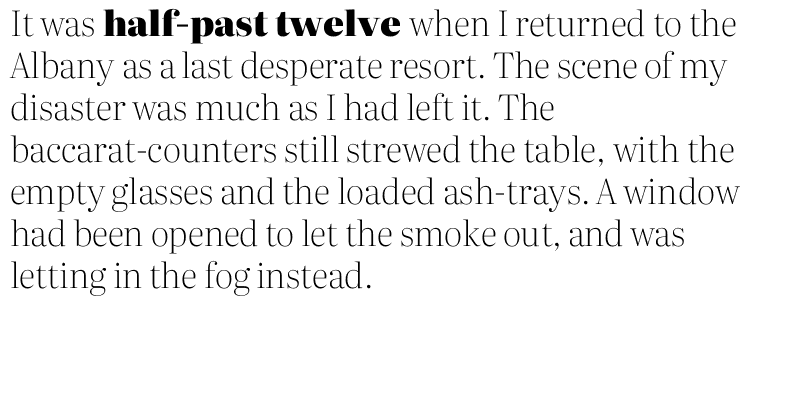 It was half-past twelve when I returned to the
Albany as a last desperate resort. The scene of my
disaster was much as I had left it. The
baccarat-counters still strewed the table, with the
empty glasses and the loaded ash-trays. A window
had been opened to let the smoke out, and was
letting in the fog instead.